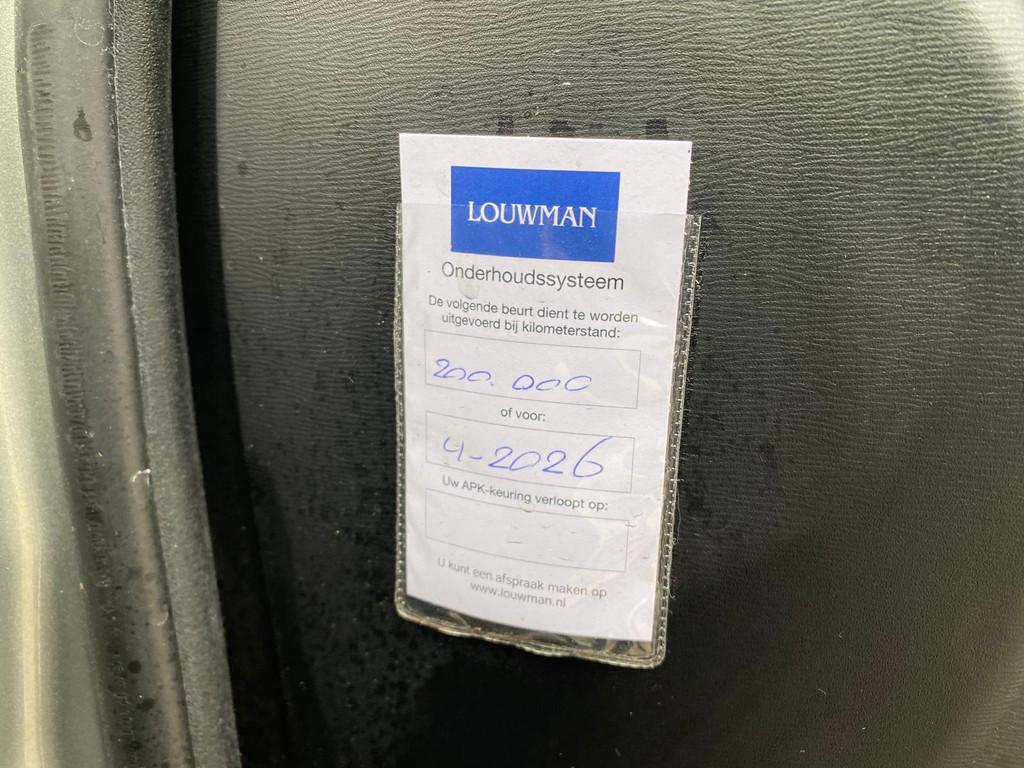 LOUWMAN
Onderhoudssysteem
De volgende beurt dient te worden
uitgevoerd bij kilometerstand:
200.000
of voor:
4-2026
Uw APK-keuring verloopt op:
U kunt een afspraak maken op
www.louwman.nl